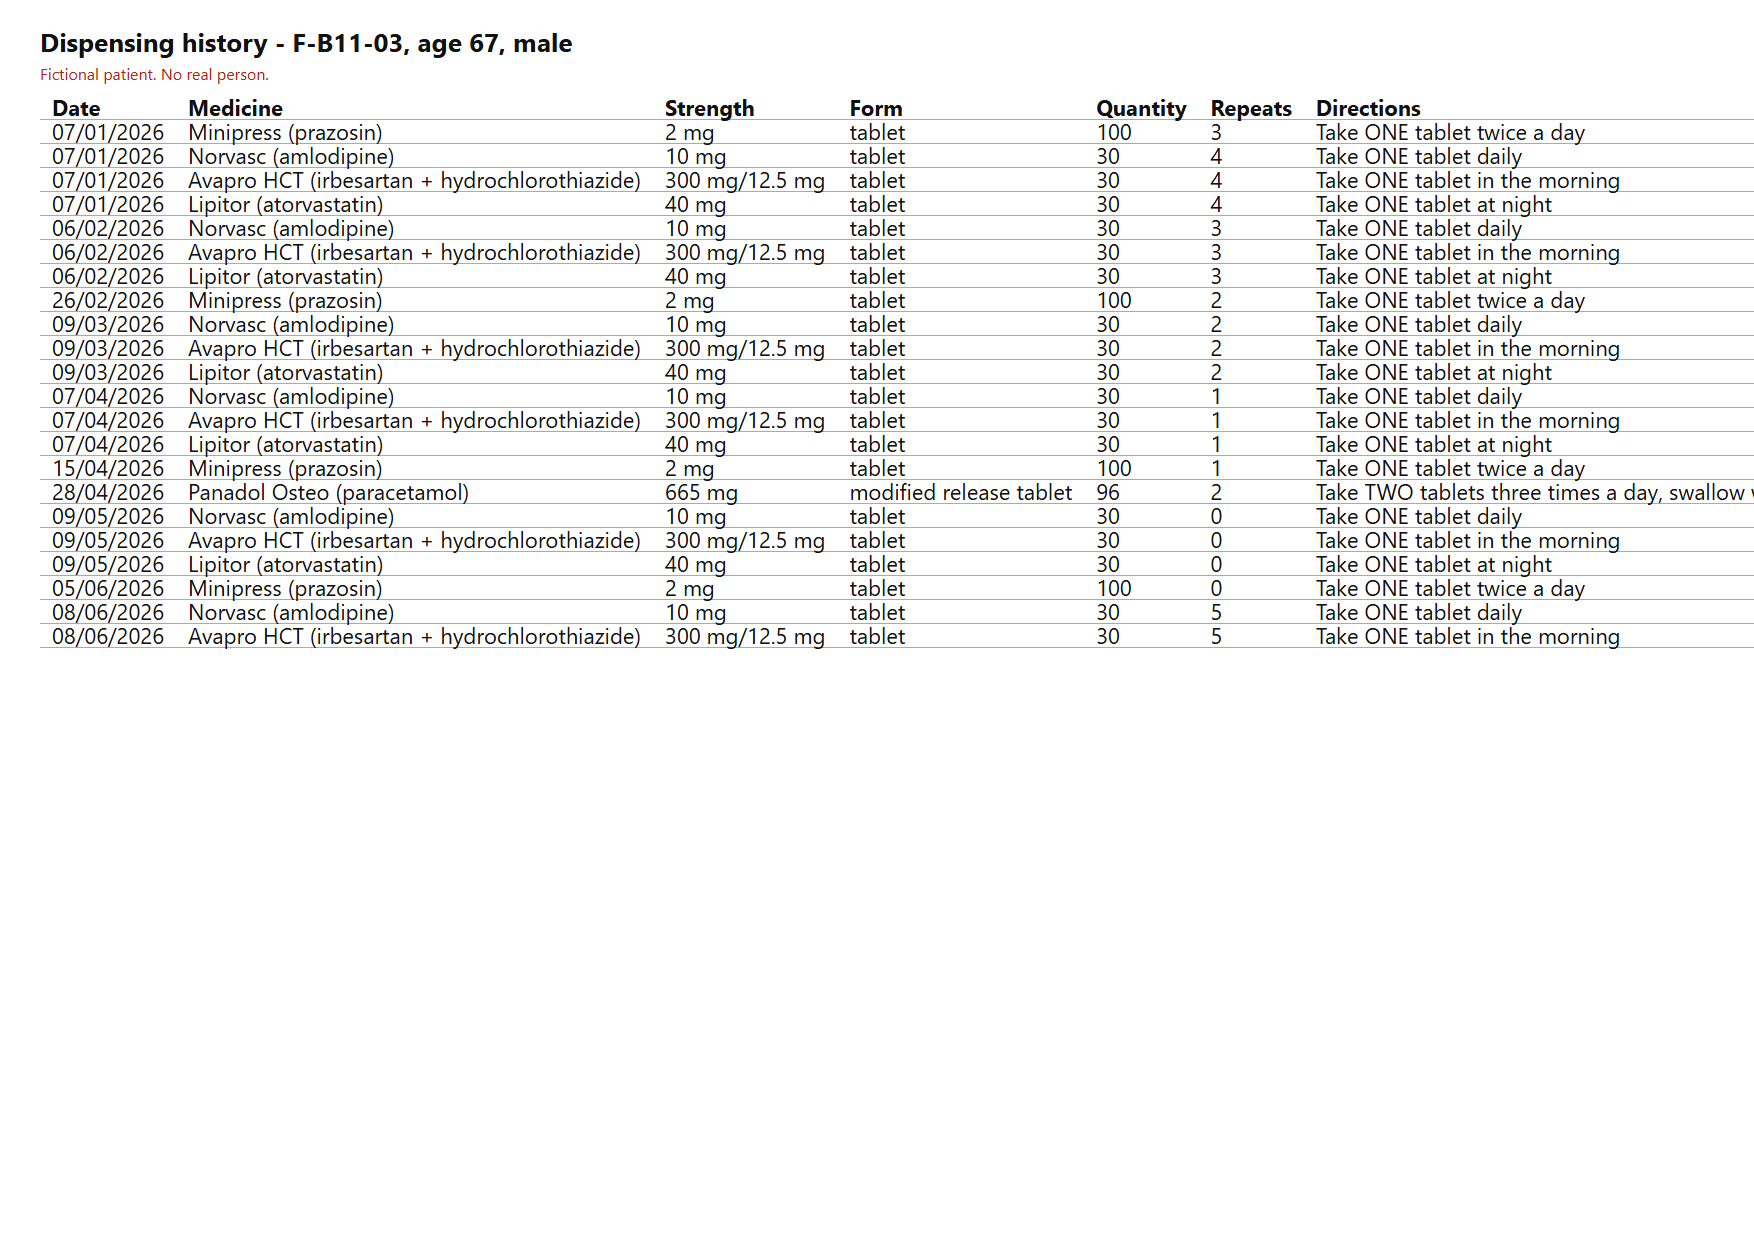 Dispensing history - F-B11-03, age 67, male
Fictional patient. No real person.
Date Medicine Strength Form Quantity Repeats Directions
07/01/2026 Minipress (prazosin) 2 mg tablet 100 3 Take ONE tablet twice a day
07/01/2026 Norvasc (amlodipine) 10 mg tablet 30 4 Take ONE tablet daily
07/01/2026 Avapro HCT (irbesartan + hydrochlorothiazide) 300 mg/12.5 mg tablet 30 4 Take ONE tablet in the morning
07/01/2026 Lipitor (atorvastatin) 40 mg tablet 30 4 Take ONE tablet at night
06/02/2026 Norvasc (amlodipine) 10 mg tablet 30 3 Take ONE tablet daily
06/02/2026 Avapro HCT (irbesartan + hydrochlorothiazide) 300 mg/12.5 mg tablet 30 3 Take ONE tablet in the morning
06/02/2026 Lipitor (atorvastatin) 40 mg tablet 30 3 Take ONE tablet at night
26/02/2026 Minipress (prazosin) 2 mg tablet 100 2 Take ONE tablet twice a day
09/03/2026 Norvasc (amlodipine) 10 mg tablet 30 2 Take ONE tablet daily
09/03/2026 Avapro HCT (irbesartan + hydrochlorothiazide) 300 mg/12.5 mg tablet 30 2 Take ONE tablet in the morning
09/03/2026 Lipitor (atorvastatin) 40 mg tablet 30 2 Take ONE tablet at night
07/04/2026 Norvasc (amlodipine) 10 mg tablet 30 1 Take ONE tablet daily
07/04/2026 Avapro HCT (irbesartan + hydrochlorothiazide) 300 mg/12.5 mg tablet 30 1 Take ONE tablet in the morning
07/04/2026 Lipitor (atorvastatin) 40 mg tablet 30 1 Take ONE tablet at night
15/04/2026 Minipress (prazosin) 2 mg tablet 100 1 Take ONE tablet twice a day
28/04/2026 Panadol Osteo (paracetamol) 665 mg modified release tablet 96 2 Take TWO tablets three times a day, swallow
09/05/2026 Norvasc (amlodipine) 10 mg tablet 30 0 Take ONE tablet daily
09/05/2026 Avapro HCT (irbesartan + hydrochlorothiazide) 300 mg/12.5 mg tablet 30 0 Take ONE tablet in the morning
09/05/2026 Lipitor (atorvastatin) 40 mg tablet 30 0 Take ONE tablet at night
05/06/2026 Minipress (prazosin) 2 mg tablet 100 0 Take ONE tablet twice a day
08/06/2026 Norvasc (amlodipine) 10 mg tablet 30 5 Take ONE tablet daily
08/06/2026 Avapro HCT (irbesartan + hydrochlorothiazide) 300 mg/12.5 mg tablet 30 5 Take ONE tablet in the morning